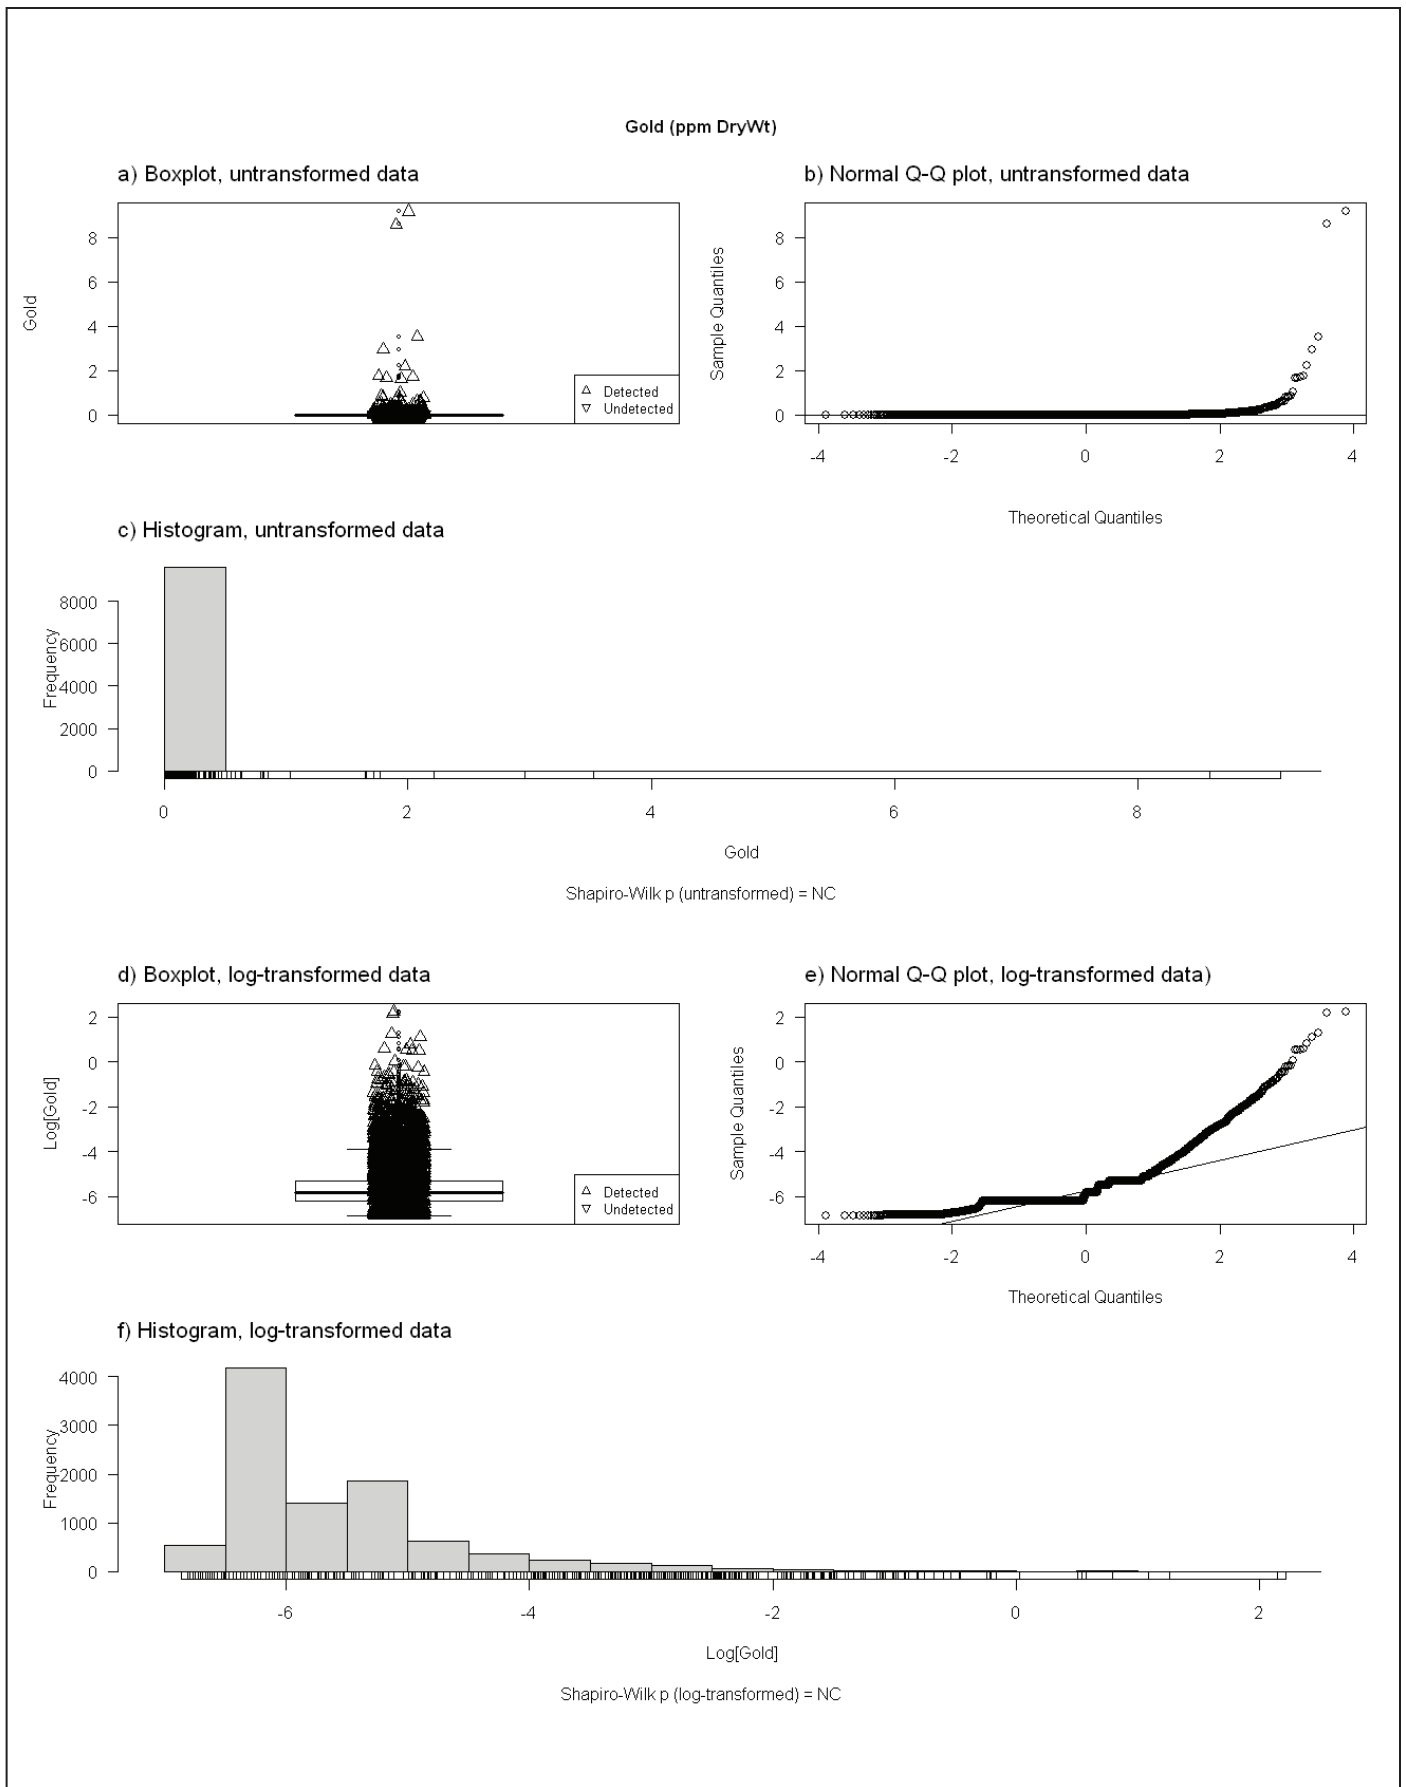 Gold (ppm DryWt)
a) Boxplot, untransformed data
Gold
8
6
4
2
0
Detected
Undetected
b) Normal Q-Q plot, untransformed data
Sample Quantiles
8
6
4
2
0
-4 -2 0 2 4
Theoretical Quantiles
c) Histogram, untransformed data
Frequency
8000
6000
4000
2000
0
0 2 4 6 8
Gold
Shapiro-Wilk p (untransformed) = NC
d) Boxplot, log-transformed data
Log[Gold]
2
0
-2
-4
-6
Detected
Undetected
e) Normal Q-Q plot, log-transformed data)
Sample Quantiles
2
0
-2
-4
-6
-4 -2 0 2 4
Theoretical Quantiles
f) Histogram, log-transformed data
Frequency
4000
3000
2000
1000
0
-6 -4 -2 0 2
Log[Gold]
Shapiro-Wilk p (log-transformed) = NC